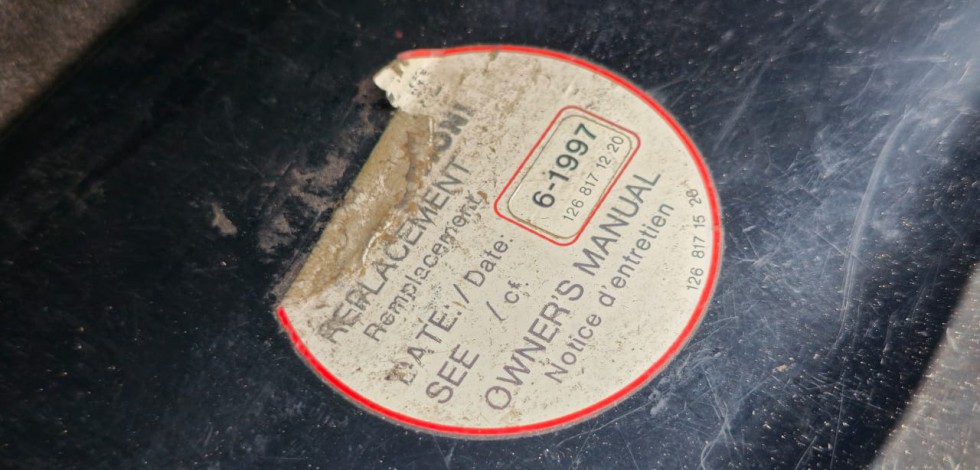 REPLACEMENT
Remplacement
DATE: / Date:
6-1997
126 817 12 20
SEE / cf.
OWNER'S MANUAL
Notice d'entretien
126 817 15 20